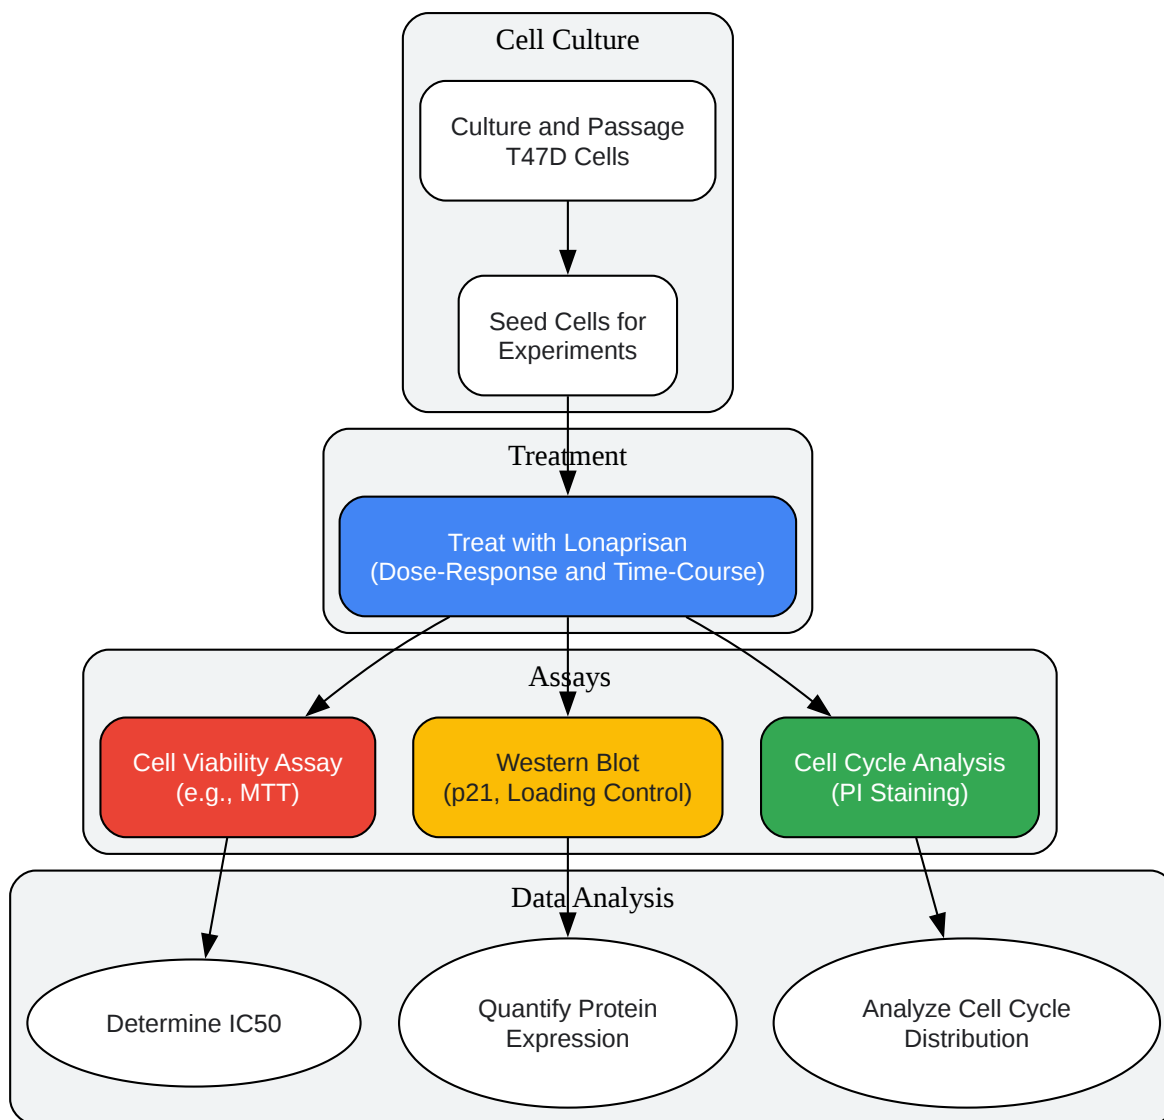 Cell Culture
Culture and Passage
T47D Cells
Seed Cells for
Experiments
Treatment
Treat with Lonaprisan
(Dose-Response and Time-Course)
Assays
Cell Viability Assay
(e.g., MTT)
Western Blot
(p21, Loading Control)
Cell Cycle Analysis
(PI Staining)
Data Analysis
Determine IC50
Quantify Protein
Expression
Analyze Cell Cycle
Distribution